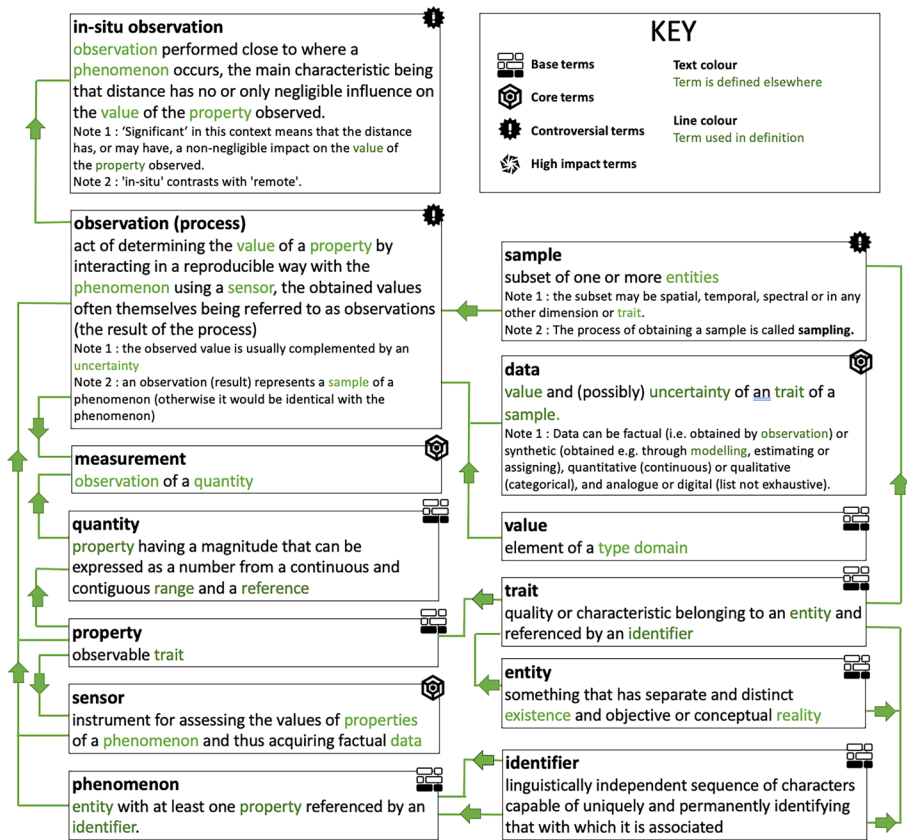 in-situ observation
observation performed close to where a
phenomenon occurs, the main characteristic being
that distance has no or only negligible influence on
the value of the property observed.
Note 1 : ‘Significant’ in this context means that the distance
has, or may have, a non-negligible impact on the value of
the property observed.
Note 2 : 'in-situ' contrasts with 'remote'.
KEY
Base terms
Core terms
Controversial terms
High impact terms
Text colour
Term is defined elsewhere
Line colour
Term used in definition
observation (process)
act of determining the value of a property by
interacting in a reproducible way with the
phenomenon using a sensor, the obtained values
often themselves being referred to as observations
(the result of the process)
Note 1 : the observed value is usually complemented by an
uncertainty
Note 2 : an observation (result) represents a sample of a
phenomenon (otherwise it would be identical with the
phenomenon)
measurement
observation of a quantity
quantity
property having a magnitude that can be
expressed as a number from a continuous and
contiguous range and a reference
property
observable trait
sensor
instrument for assessing the values of properties
of a phenomenon and thus acquiring factual data
phenomenon
entity with at least one property referenced by an
identifier.
sample
subset of one or more entities
Note 1 : the subset may be spatial, temporal, spectral or in any
other dimension or trait.
Note 2 : The process of obtaining a sample is called sampling.
data
value and (possibly) uncertainty of an trait of a
sample.
Note 1 : Data can be factual (i.e. obtained by observation) or
synthetic (obtained e.g. through modelling, estimating or
assigning), quantitative (continuous) or qualitative
(categorical), and analogue or digital (list not exhaustive).
value
element of a type domain
trait
quality or characteristic belonging to an entity and
referenced by an identifier
entity
something that has separate and distinct
existence and objective or conceptual reality
identifier
linguistically independent sequence of characters
capable of uniquely and permanently identifying
that with which it is associated